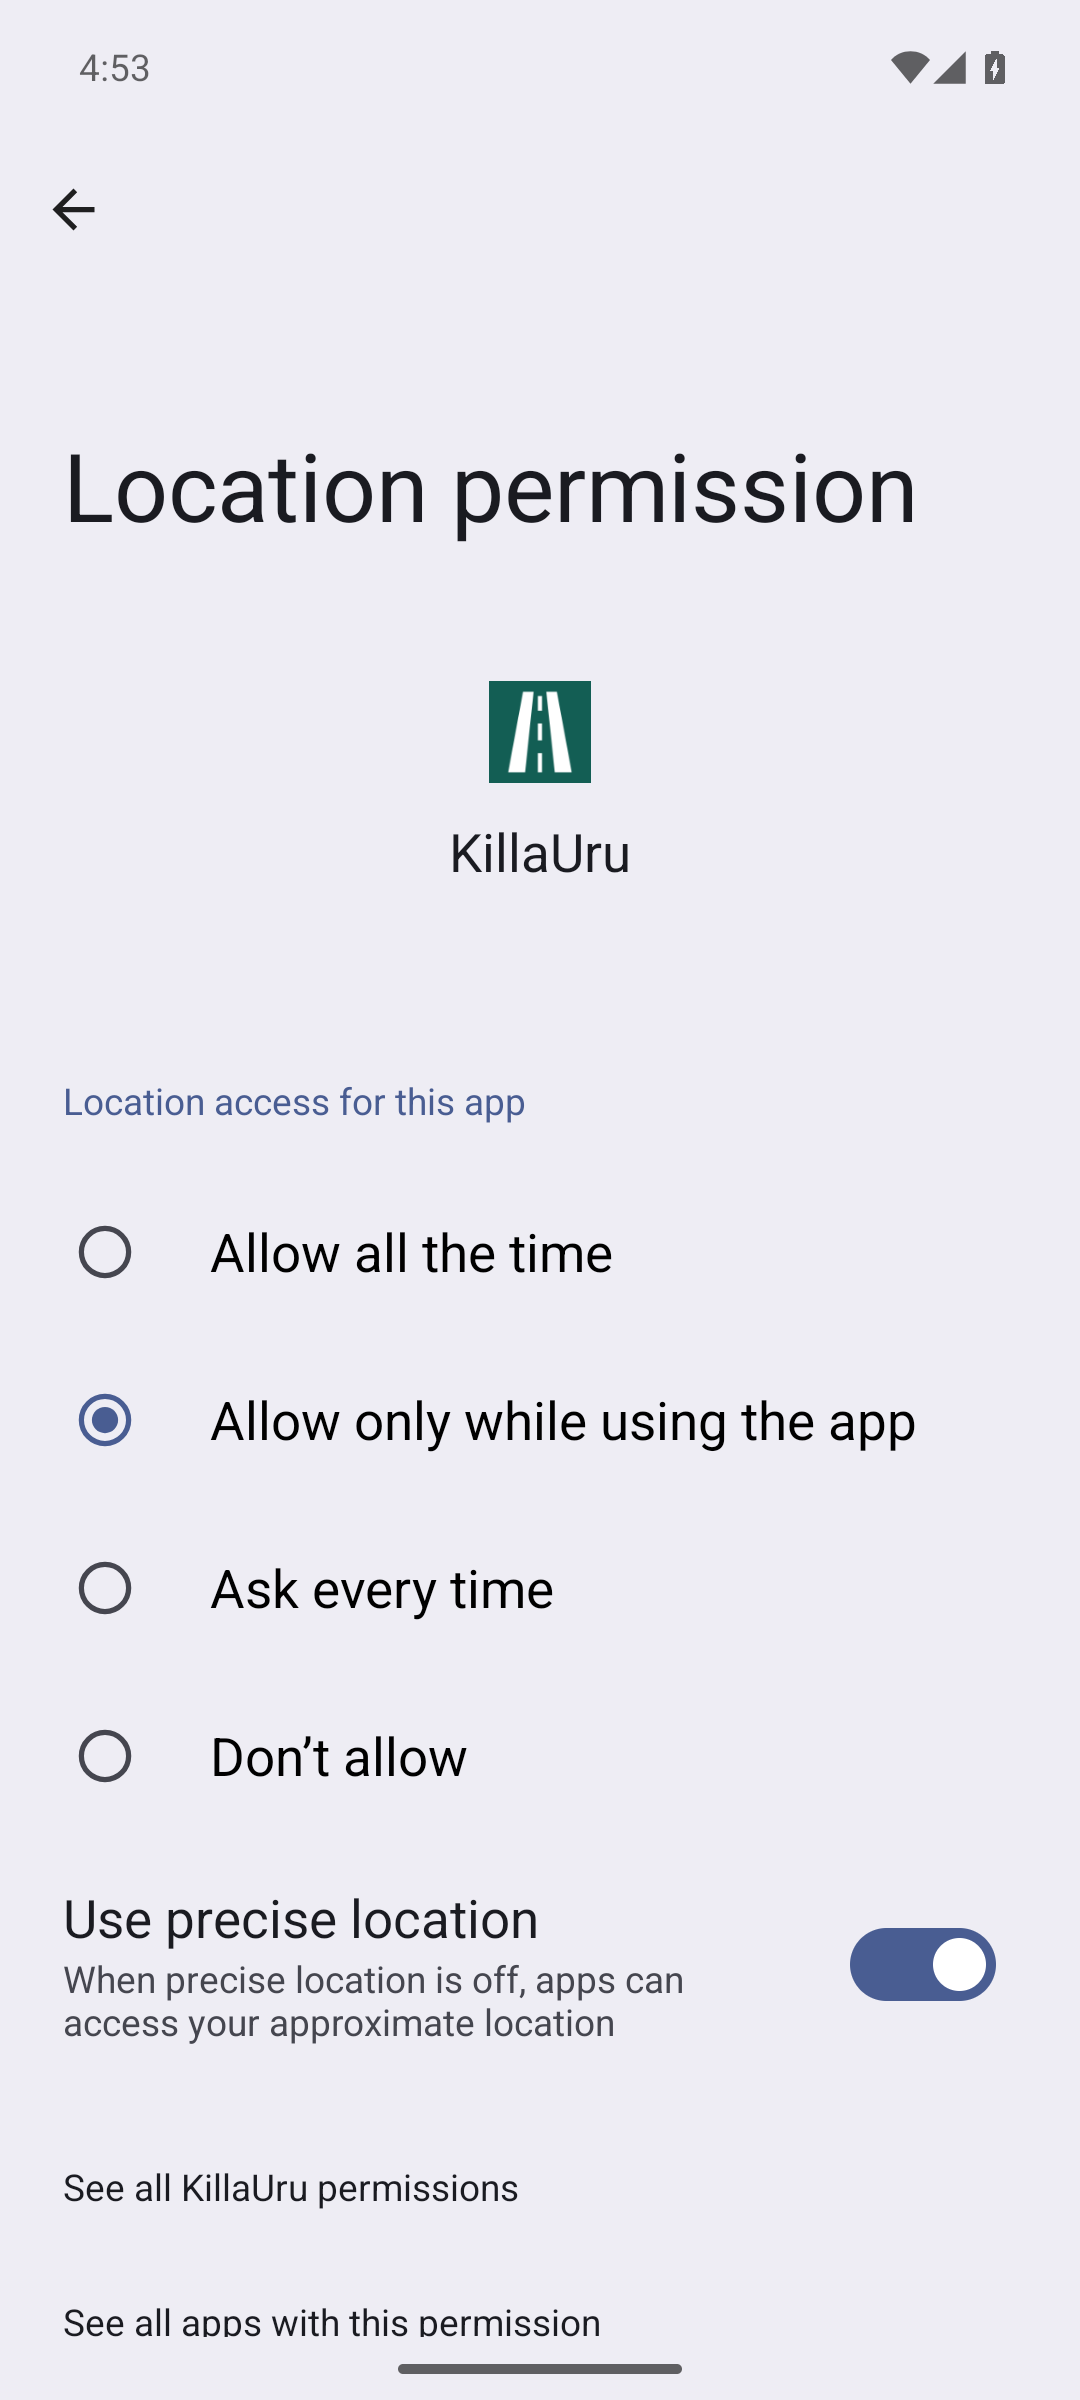 4:53
Location permission
KillaUru
Location access for this app
Allow all the time
Allow only while using the app
Ask every time
Don’t allow
Use precise location
When precise location is off, apps can
access your approximate location
See all KillaUru permissions
See all apps with this permission